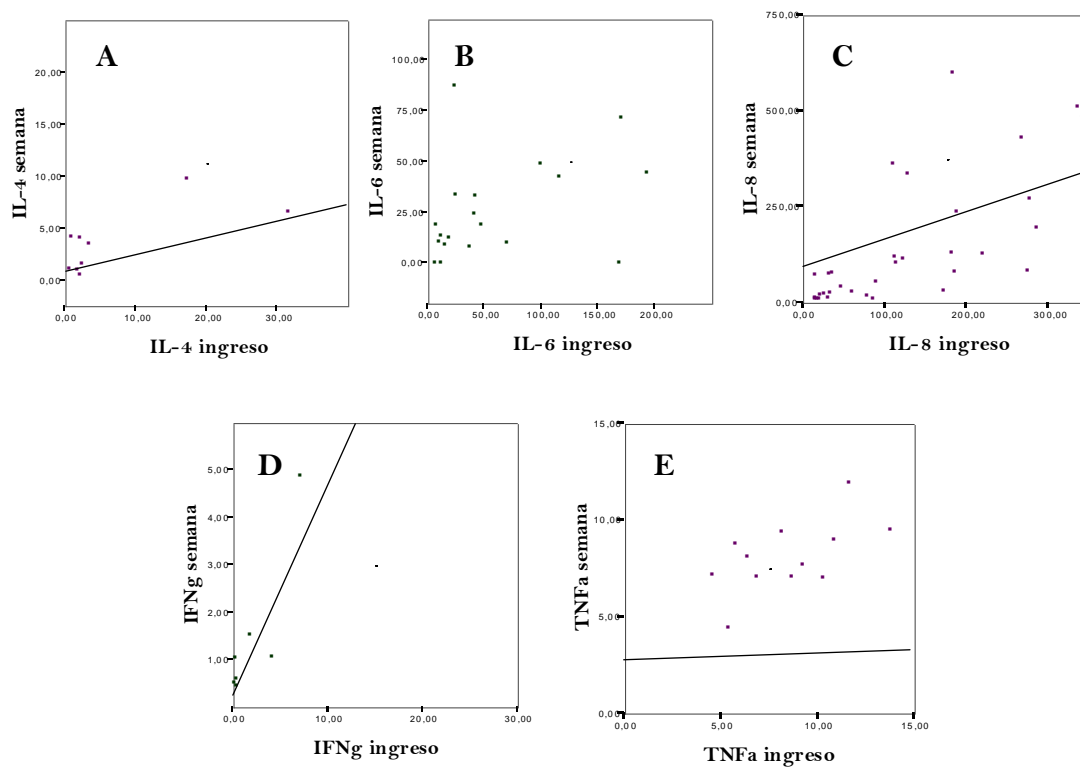 A
IL-4 semana
20,00
15,00
10,00
5,00
0,00
0,00 10,00 20,00 30,00
IL-4 ingreso
B
IL-6 semana
100,00
75,00
50,00
25,00
0,00
0,00 50,00 100,00 150,00 200,00
IL-6 ingreso
C
IL-8 semana
750,00
500,00
250,00
0,00
0,00 100,00 200,00 300,00
IL-8 ingreso
D
IFNg semana
5,00
4,00
3,00
2,00
1,00
0,00 10,00 20,00 30,00
IFNg ingreso
E
TNFa semana
15,00
10,00
5,00
0,00
0,00 5,00 10,00 15,00
TNFa ingreso